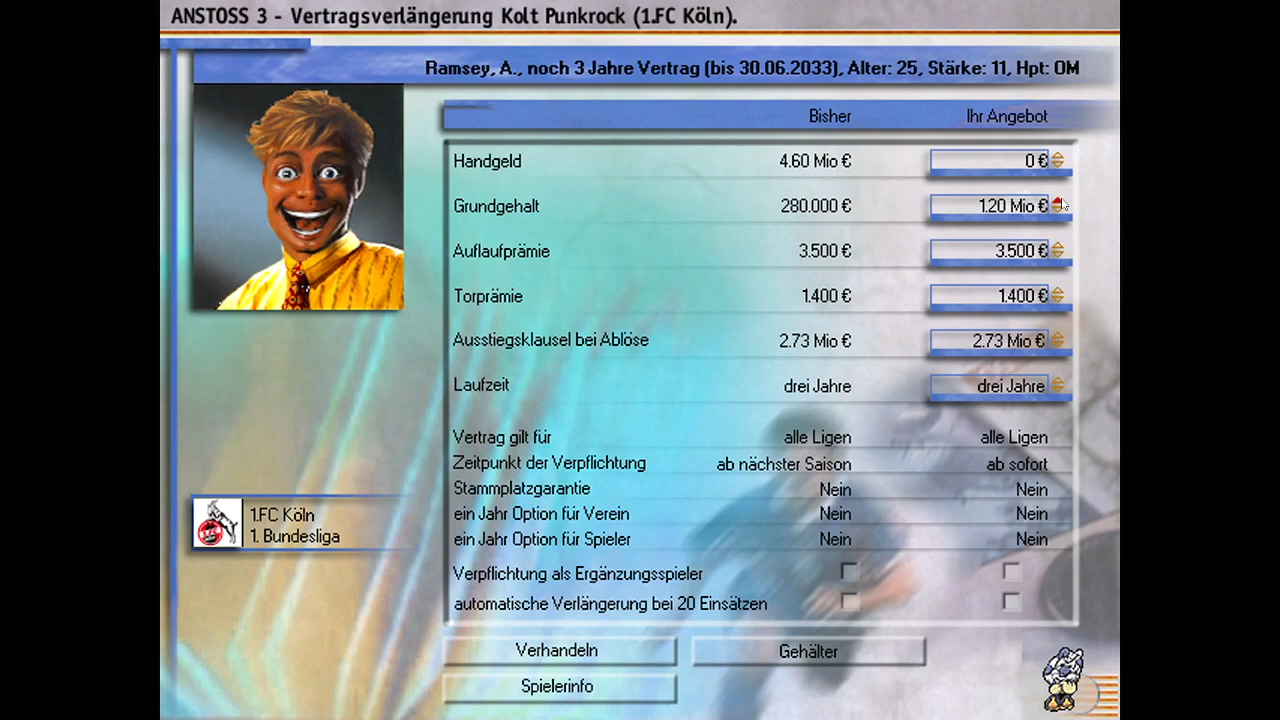 ANSTOSS 3 - Vertragsverlängerung Kolt Punkrock (1.FC Köln).
Ramsey, A., noch 3 Jahre Vertrag (bis 30.06.2033), Alter: 25, Stärke: 11, Hpt: OM
Bisher Ihr Angebot
Handgeld 4.60 Mio € 0 €
Grundgehalt 280.000 € 1.20 Mio €
Auflaufprämie 3.500 € 3.500 €
Torprämie 1.400 € 1.400 €
Ausstiegsklausel bei Ablöse 2.73 Mio € 2.73 Mio €
Laufzeit drei Jahre drei Jahre
Vertrag gilt für alle Ligen alle Ligen
Zeitpunkt der Verpflichtung ab nächster Saison ab sofort
Stammplatzgarantie Nein Nein
ein Jahr Option für Verein Nein Nein
ein Jahr Option für Spieler Nein Nein
Verpflichtung als Ergänzungsspieler
automatische Verlängerung bei 20 Einsätzen
1.FC Köln
1. Bundesliga
Verhandeln Gehälter
Spielerinfo